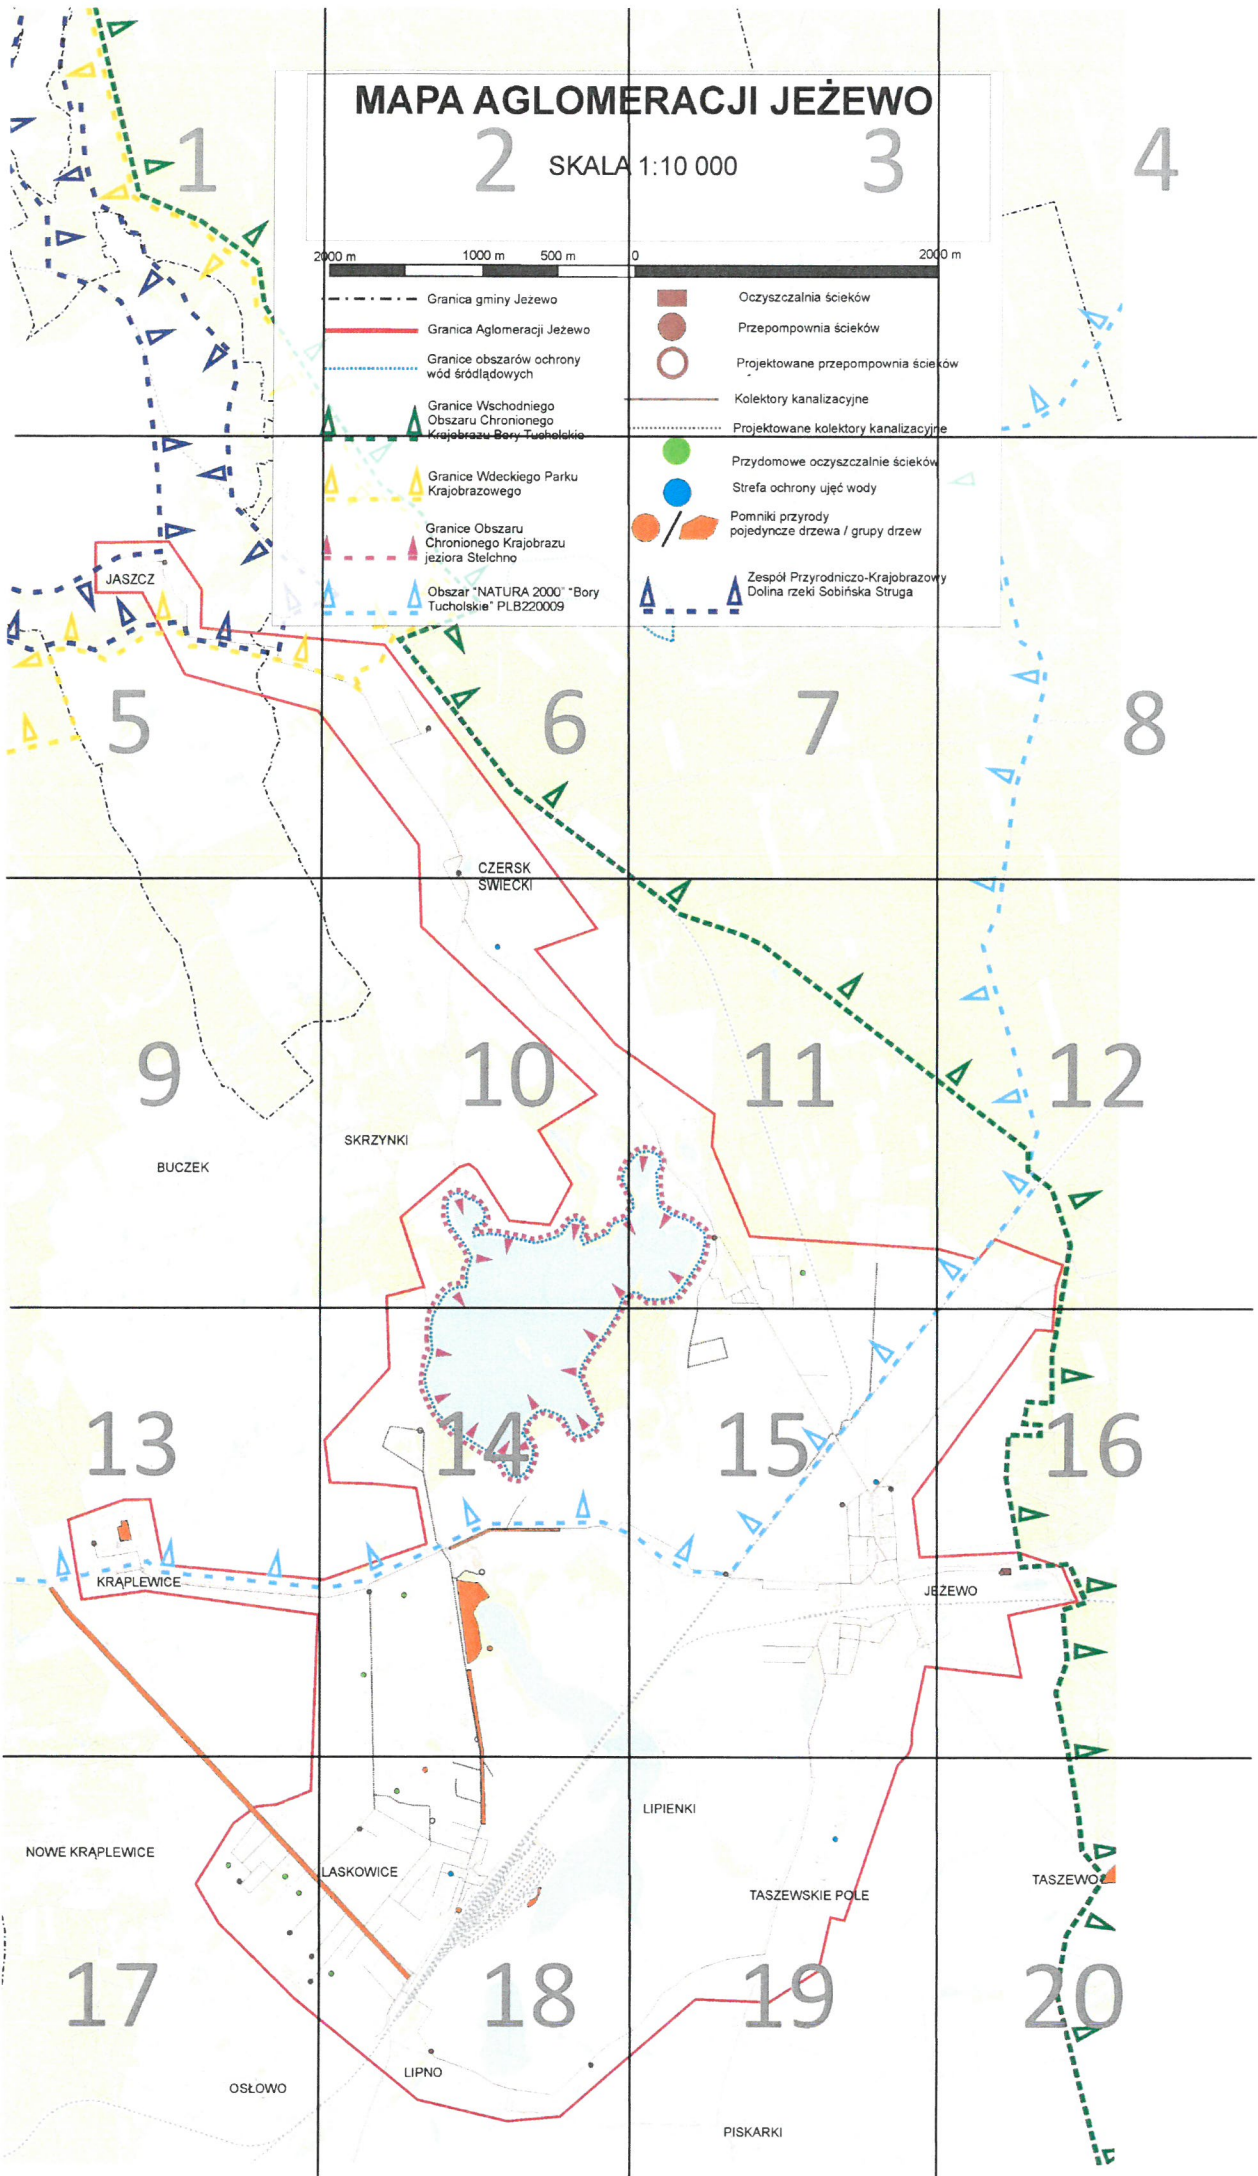 MAPA AGLOMERACJI JEŻEWO
1
2
SKALA 1:10 000
3
4
2000 m
1000 m
500 m
0
2000 m
Granica gminy Jeżewo
Granica Aglomeracji Jeżewo
Granice obszarów ochrony
wód śródlądowych
Granice Wschodniego
Obszaru Chronionego
Krajobrazu Bory Tucholskie
Granice Wdeckiego Parku
Krajobrazowego
Granice Obszaru
Chronionego Krajobrazu
jeziora Stelchno
Obszar "NATURA 2000" "Bory
Tucholskie" PLB220009
Oczyszczalnia ścieków
Przepompownia ścieków
Projektowane przepompownia ścieków
Kolektory kanalizacyjne
Projektowane kolektory kanalizacyjne
Przydomowe oczyszczalnie ścieków
Strefa ochrony ujęć wody
Pomniki przyrody
pojedyncze drzewa / grupy drzew
Zespół Przyrodniczo-Krajobrazowy
Dolina rzeki Sobińska Struga
JASZCZ
5
6
7
8
CZERSK
ŚWIECKI
9
10
11
12
SKRZYNKI
BUCZEK
13
14
15
16
KRĄPLEWICE
JEŻEWO
LIPIENKI
NOWE KRĄPLEWICE
LASKOWICE
TASZEWSKIE POLE
TASZEWO
17
18
19
20
LIPNO
OSŁOWO
PISKARKI